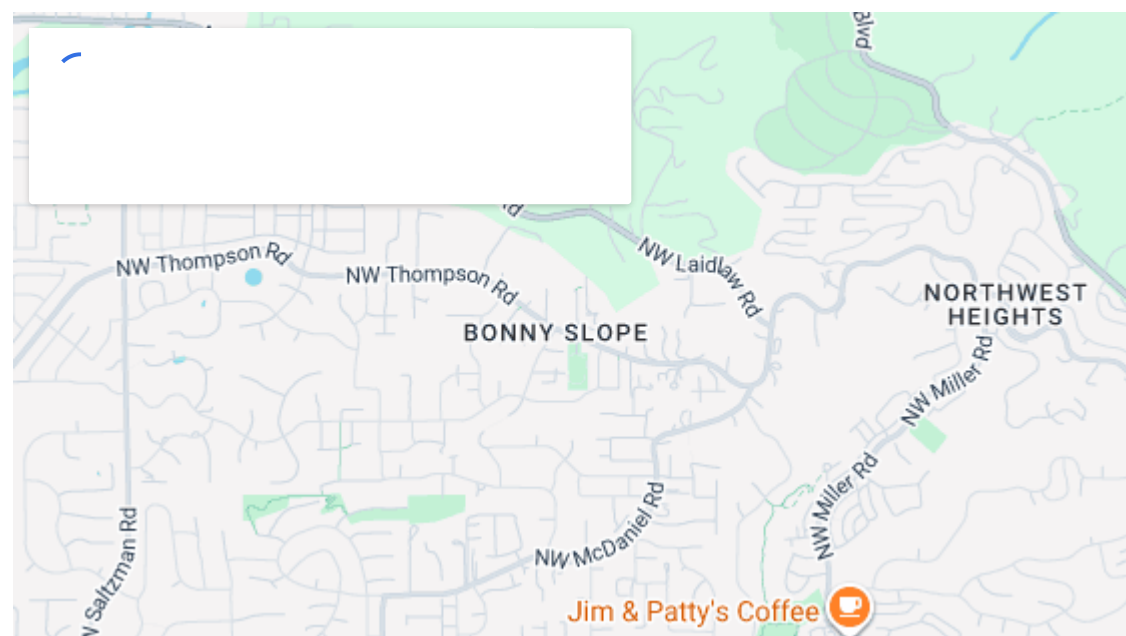 Blvd
Rd
NW Laidlaw Rd
NW Thompson Rd
NW Thompson Rd
NORTHWEST
HEIGHTS
BONNY SLOPE
NW Miller Rd
NW Miller Rd
NW McDaniel Rd
Saltzman Rd
Jim & Patty's Coffee